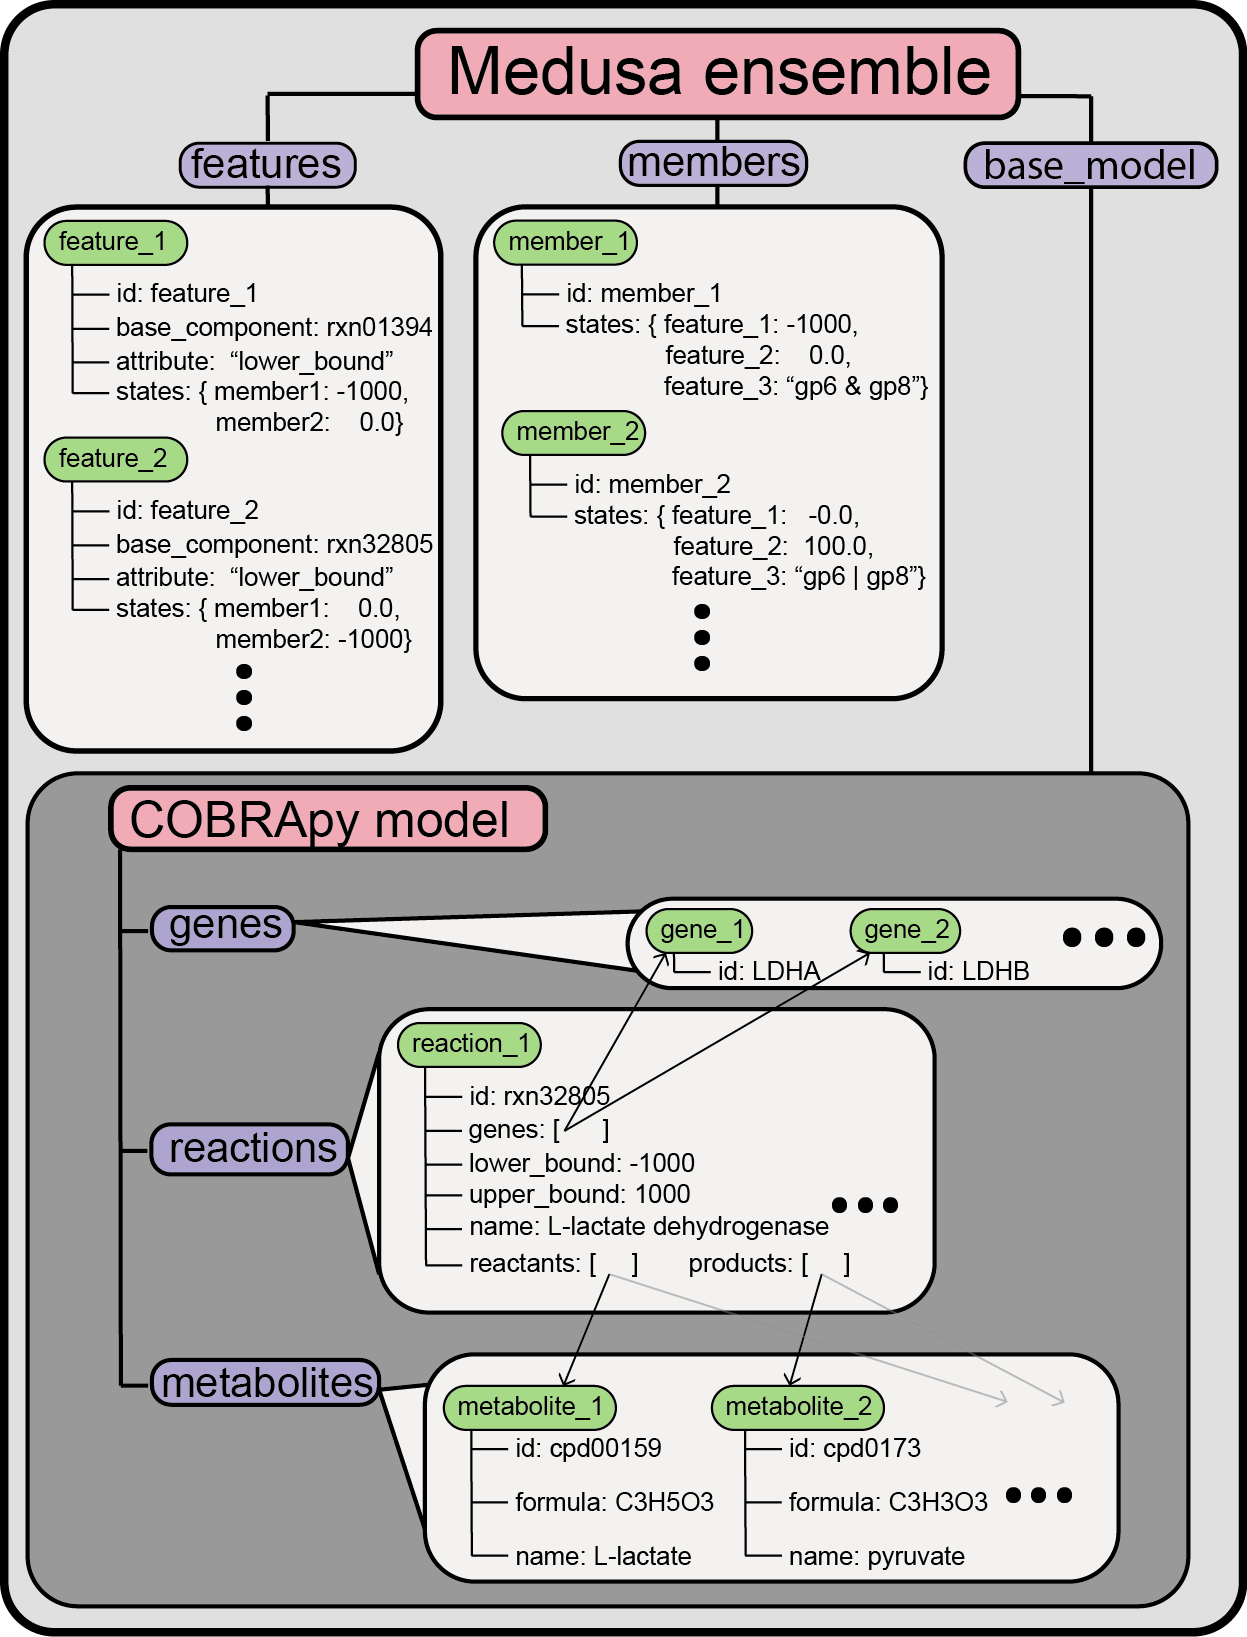 Medusa ensemble
features
members
base_model
feature_1
id: feature_1
base_component: rxn01394
attribute: “lower_bound”
states: { member1: -1000,
member2: 0.0}
feature_2
id: feature_2
base_component: rxn32805
attribute: “lower_bound”
states: { member1: 0.0,
member2: -1000}
member_1
id: member_1
states: { feature_1: -1000,
feature_2: 0.0,
feature_3: “gp6 & gp8”}
member_2
id: member_2
states: { feature_1: -0.0,
feature_2: 100.0,
feature_3: “gp6 | gp8”}
COBRApy model
genes
gene_1
id: LDHA
gene_2
id: LDHB
reactions
reaction_1
id: rxn32805
genes: [ ]
lower_bound: -1000
upper_bound: 1000
name: L-lactate dehydrogenase
reactants: [ ] products: [ ]
metabolites
metabolite_1
id: cpd00159
formula: C3H5O3
name: L-lactate
metabolite_2
id: cpd0173
formula: C3H3O3
name: pyruvate